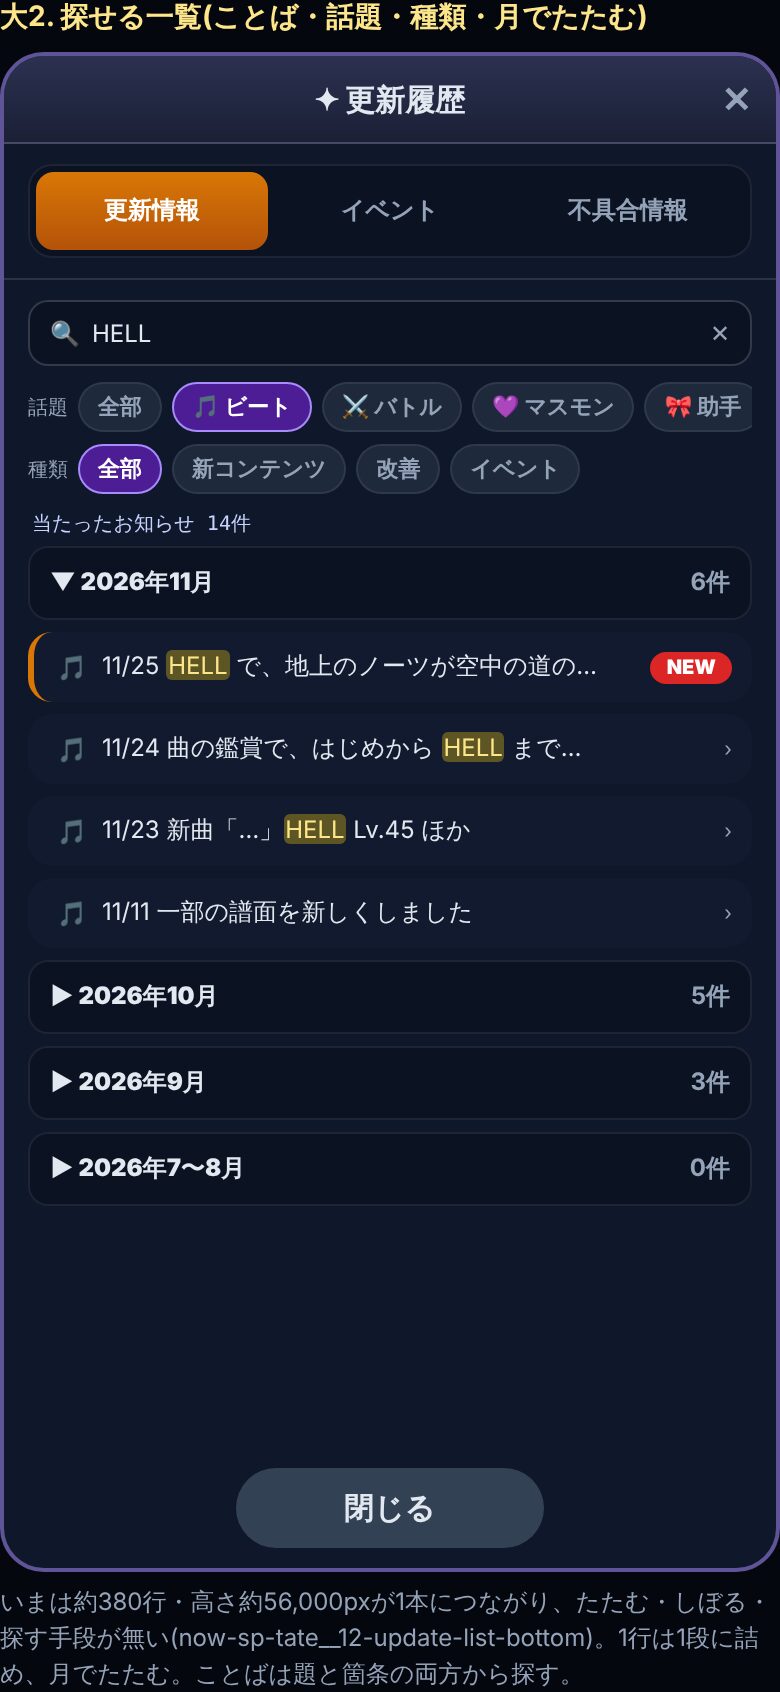 大2. 探せる一覧(ことば・話題・種類・月でたたむ)
✦ 更新履歴 ✕
更新情報 イベント 不具合情報
🔍 HELL ✕
話題 全部 🎵 ビート ⚔️ バトル 💜 マスモン 🎀 助手
種類 全部 新コンテンツ 改善 イベント
当たったお知らせ 14件
▼ 2026年11月 6件
🎵 11/25 HELL で、地上のノーツが空中の道の… NEW
🎵 11/24 曲の鑑賞で、はじめから HELL まで… ›
🎵 11/23 新曲「…」HELL Lv.45 ほか ›
🎵 11/11 一部の譜面を新しくしました ›
▶ 2026年10月 5件
▶ 2026年9月 3件
▶ 2026年7〜8月 0件
閉じる
いまは約380行・高さ約56,000pxが1本につながり、たたむ・しぼる・
探す手段が無い(now-sp-tate__12-update-list-bottom)。1行は1段に詰
め、月でたたむ。ことばは題と箇条の両方から探す。